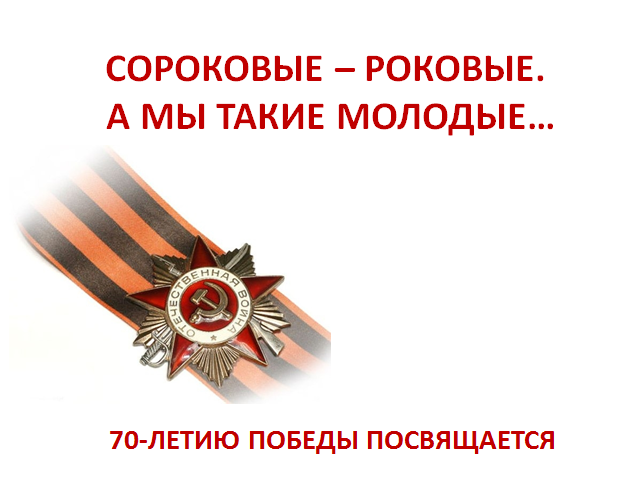 СОРОКОВЫЕ – РОКОВЫЕ.
А МЫ ТАКИЕ МОЛОДЫЕ…
ОТЕЧЕСТВЕННАЯ ВОЙНА
70-ЛЕТИЮ ПОБЕДЫ ПОСВЯЩАЕТСЯ